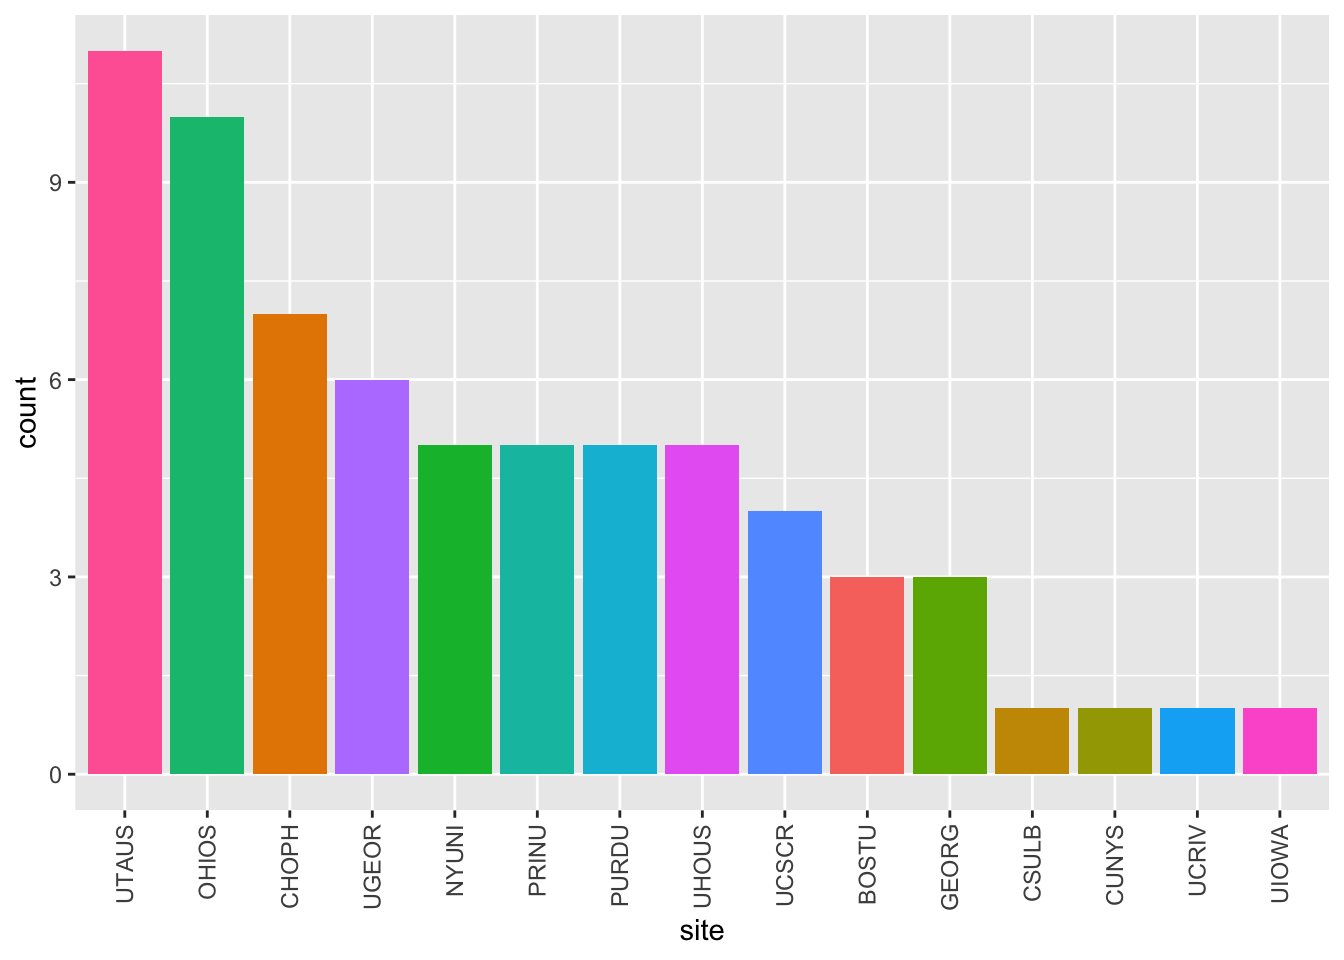 count
9
6
3
0
UTAUS
OHIOS
CHOPH
UGEOR
NYUNI
PRINU
PURDU
UHOUS
UCSCR
BOSTU
GEORG
CSULB
CUNYS
UCRIV
UIOWA
site